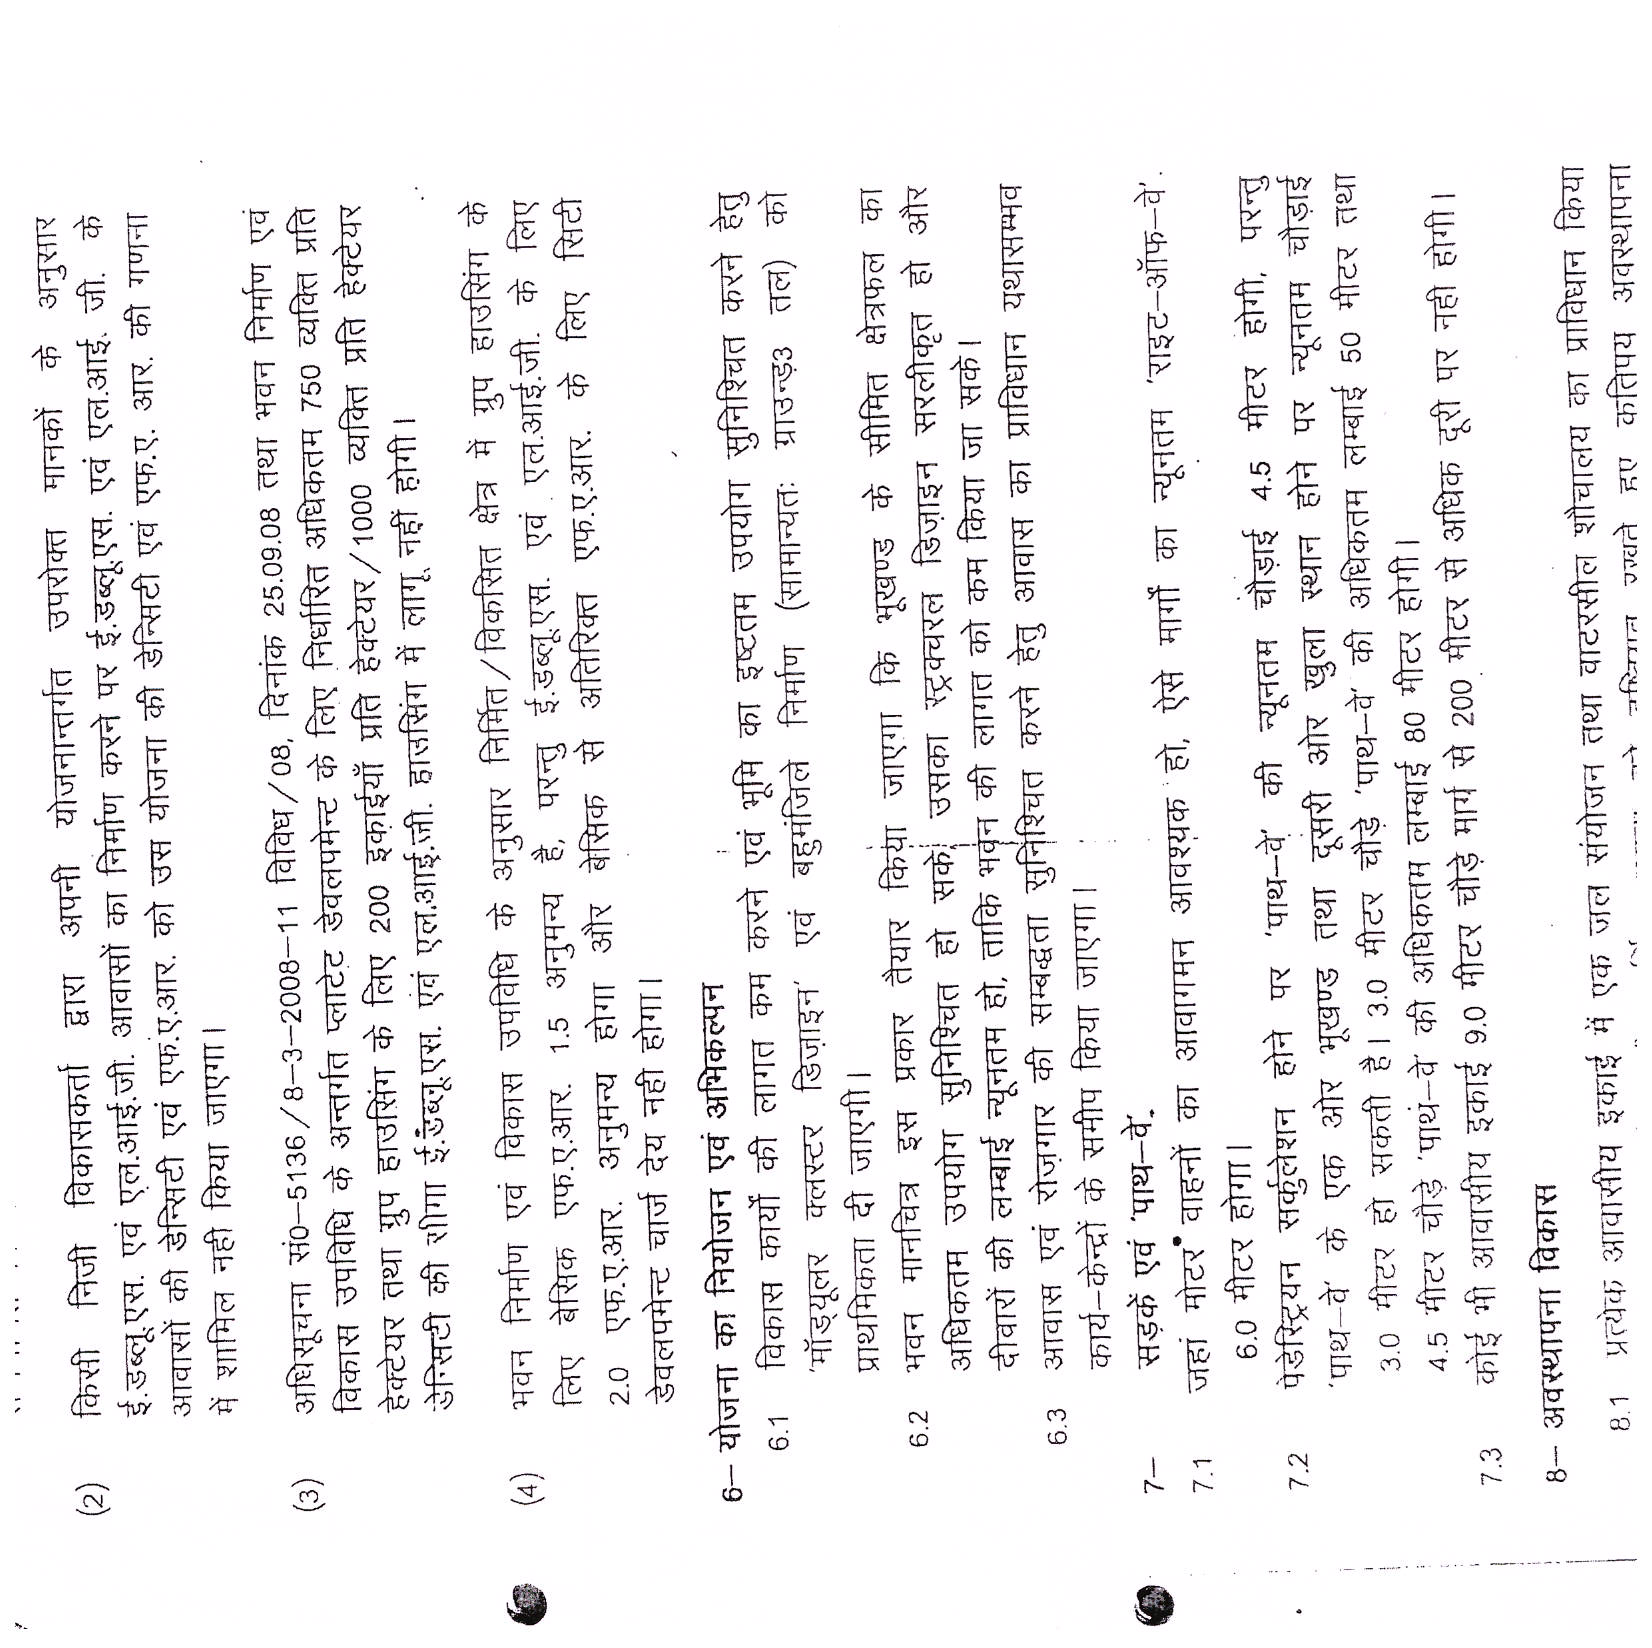 (2) किसी निजी विकासकर्ता द्वारा अपनी योजनान्तर्गत उपरोक्त मानकों के अनुसार
ई.डब्ल्यू.एस. एवं एल.आई.जी. आवासों का निर्माण करने पर ई.डब्ल्यू.एस. एवं एल.आई. जी. के
आवासों की डेन्सिटी एवं एफ.ए.आर. को उस योजना की डेन्सिटी एवं एफ.ए. आर. की गणना
में शामिल नही किया जाएगा।
(3) अधिसूचना सं0–5136/8–3–2008–11 विविध/08, दिनांक 25.09.08 तथा भवन निर्माण एवं
विकास उपविधि के अन्तर्गत प्लाटेट डेवलपमेन्ट के लिए निर्धारित अधिकतम 750 व्यक्ति प्रति
हेक्टेयर तथा ग्रुप हाउसिंग के लिए 200 इकाईयाँ प्रति हेक्टेयर/1000 व्यक्ति प्रति हेक्टेयर
डेन्सिटी की सीमा ई.डब्ल्यू.एस. एवं एल.आई.जी. हाउसिंग में लागू नहीं होगी।
(4) भवन निर्माण एवं विकास उपविधि के अनुसार निर्मित/विकसित क्षेत्र में ग्रुप हाउसिंग के
लिए बेसिक एफ.ए.आर. 1.5 अनुमन्य है, परन्तु ई.डब्ल्यू.एस. एवं एल.आई.जी. के लिए
2.0 एफ.ए.आर. अनुमन्य होगा और बेसिक से अतिरिक्त एफ.ए.आर. के लिए सिटी
डेवलपमेन्ट चार्ज देय नही होगा।
6– योजना का नियोजन एवं अभिकल्पन
6.1 विकास कार्यों की लागत कम करने एवं भूमि का इष्टतम उपयोग सुनिश्चित करने हेतु
'मॉड्यूलर क्लस्टर डिज़ाइन' एवं बहुमंजिले निर्माण (सामान्यतः ग्राउन्ड़3 तल) को
प्राथमिकता दी जाएगी।
6.2 भवन मानचित्र इस प्रकार तैयार किया जाएगा कि भूखण्ड के सीमित क्षेत्रफल का
अधिकतम उपयोग सुनिश्चित हो सके, उसका स्ट्रक्चरल डिज़ाइन सरलीकृत हो और
दीवारों की लम्बाई न्यूनतम हो, ताकि भवन की लागत को कम किया जा सके।
6.3 आवास एवं रोज़गार की सम्बद्धता सुनिश्चित करने हेतु आवास का प्राविधान यथासम्भव
कार्य–केन्द्रों के समीप किया जाएगा।
7– सड़कें एवं 'पाथ–वे'.
7.1 जहां मोटर वाहनों का आवागमन आवश्यक हो, ऐसे मार्गों का न्यूनतम 'राइट–ऑफ–वे'.
6.0 मीटर होगा।
7.2 पेडेस्ट्रियन सर्कुलेशन होने पर 'पाथ–वे' की न्यूनतम चौड़ाई 4.5 मीटर होगी, परन्तु
'पाथ–वे' के एक ओर भूखण्ड तथा दूसरी ओर खुला स्थान होने पर न्यूनतम चौड़ाई
3.0 मीटर हो सकती है। 3.0 मीटर चौड़े 'पाथ–वे' की अधिकतम लम्बाई 50 मीटर तथा
4.5 मीटर चौड़े 'पाथ–वे' की अधिकतम लम्बाई 80 मीटर होगी।
7.3 कोई भी आवासीय इकाई 9.0 मीटर चौड़े मार्ग से 200 मीटर से अधिक दूरी पर नही होगी।
8– अवस्थापना विकास
8.1 प्रत्येक आवासीय इकाई में एक जल संयोजन तथा वाटरसील शौचालय का प्राविधान किया
रखते हुए कतिपय अवस्थापना